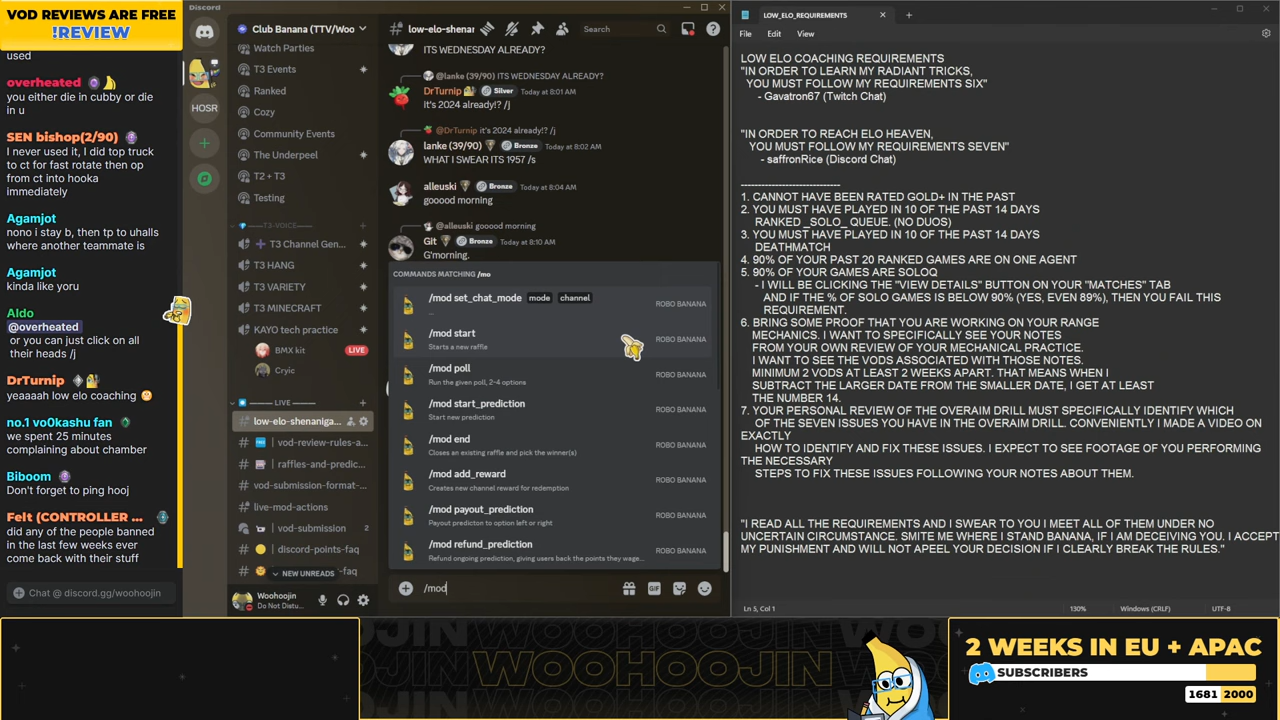 VOD REVIEWS ARE FREE
!REVIEW
used
overheated
you either die in cubby or die
in u
SEN bishop(2/90)
I never used it, I did top truck
to ct for fast rotate then op
from ct into hooka
immediately
Agamjot
nono i stay b, then tp to uhalls
where another teammate is
Agamjot
kinda like yoru
Aldo
@overheated
or you can just click on all
their heads /j
DrTurnip
yeaaaah low elo coaching
no.1 vo0kashu fan
we spent 25 minutes
complaining about chamber
Biboom
Don't forget to ping hooj
Felt (CONTROLLER ...
did any of the people banned
in the last few weeks ever
come back with their stuff
Chat @ discord.gg/woohoojin
Discord
Club Banana (TTV/Woo
Watch Parties
T3 Events
Ranked
Cozy
Community Events
The Underpeel
T2 + T3
Testing
T3-VOICE
T3 Channel Gen...
T3 HANG
T3 VARIETY
T3 MINECRAFT
KAYO tech practice
BMX kit
LIVE
Cryic
LIVE
low-elo-shenaniga...
vod-review-rules-a...
raffles-and-predic...
vod-submission-format-...
live-mod-actions
vod-submission
2
discord-points-faq
-faq
NEW UNREADS
Woohoojin
Do Not Distu...
HOSR
low-elo-shenar
Search
ITS WEDNESDAY ALREADY?
@lanke (39/90) ITS WEDNESDAY ALREADY?
DrTurnip Silver Today at 8:01 AM
It's 2024 already!? /j
@DrTurnip it's 2024 already!? /j
lanke (39/90) Bronze Today at 8:02 AM
WHAT I SWEAR ITS 1957 /s
alleuski Bronze Today at 8:04 AM
gooood morning
@alleuski gooood morning
Git Bronze Today at 8:10 AM
G'morning.
COMMANDS MATCHING /mo
/mod set_chat_mode mode channel
...
ROBO BANANA
/mod start
Starts a new raffle
ROBO BANANA
/mod poll
Run the given poll, 2-4 options
ROBO BANANA
/mod start_prediction
Start new prediction
ROBO BANANA
/mod end
Closes an existing raffle and pick the winner(s)
ROBO BANANA
/mod add_reward
Creates new channel reward for redemption
ROBO BANANA
/mod payout_prediction
Payout predicton to option left or right
ROBO BANANA
/mod refund_prediction
Refund ongoing prediction, giving users back the points they wage...
ROBO BANANA
/mod
GIF
LOW_ELO_REQUIREMENTS
File Edit View
LOW ELO COACHING REQUIREMENTS
"IN ORDER TO LEARN MY RADIANT TRICKS,
YOU MUST FOLLOW MY REQUIREMENTS SIX"
- Gavatron67 (Twitch Chat)
"IN ORDER TO REACH ELO HEAVEN,
YOU MUST FOLLOW MY REQUIREMENTS SEVEN"
- saffronRice (Discord Chat)
-----------------------------
1. CANNOT HAVE BEEN RATED GOLD+ IN THE PAST
2. YOU MUST HAVE PLAYED IN 10 OF THE PAST 14 DAYS
RANKED _SOLO_ QUEUE. (NO DUOS)
3. YOU MUST HAVE PLAYED IN 10 OF THE PAST 14 DAYS
DEATHMATCH
4. 90% OF YOUR PAST 20 RANKED GAMES ARE ON ONE AGENT
5. 90% OF YOUR GAMES ARE SOLOQ
- I WILL BE CLICKING THE "VIEW DETAILS" BUTTON ON YOUR "MATCHES" TAB
AND IF THE % OF SOLO GAMES IS BELOW 90% (YES, EVEN 89%), THEN YOU FAIL THIS
REQUIREMENT.
6. BRING SOME PROOF THAT YOU ARE WORKING ON YOUR RANGE
MECHANICS. I WANT TO SPECIFICALLY SEE YOUR NOTES
FROM YOUR OWN REVIEW OF YOUR MECHANICAL PRACTICE.
I WANT TO SEE THE VODS ASSOCIATED WITH THOSE NOTES.
MINIMUM 2 VODS AT LEAST 2 WEEKS APART. THAT MEANS WHEN I
SUBTRACT THE LARGER DATE FROM THE SMALLER DATE, I GET AT LEAST
THE NUMBER 14.
7. YOUR PERSONAL REVIEW OF THE OVERAIM DRILL MUST SPECIFICALLY IDENTIFY WHICH
OF THE SEVEN ISSUES YOU HAVE IN THE OVERAIM DRILL. CONVENIENTLY I MADE A VIDEO ON
EXACTLY
HOW TO IDENTIFY AND FIX THESE ISSUES. I EXPECT TO SEE FOOTAGE OF YOU PERFORMING
THE NECESSARY
STEPS TO FIX THESE ISSUES FOLLOWING YOUR NOTES ABOUT THEM.
"I READ ALL THE REQUIREMENTS AND I SWEAR TO YOU I MEET ALL OF THEM UNDER NO
UNCERTAIN CIRCUMSTANCE. SMITE ME WHERE I STAND BANANA, IF I AM DECEIVING YOU. I ACCEPT
MY PUNISHMENT AND WILL NOT APEEL YOUR DECISION IF I CLEARLY BREAK THE RULES."
Ln 5, Col 1
130%
Windows (CRLF)
UTF-8
WOOHOOJIN
2 WEEKS IN EU + APAC
SUBSCRIBERS
1681 2000